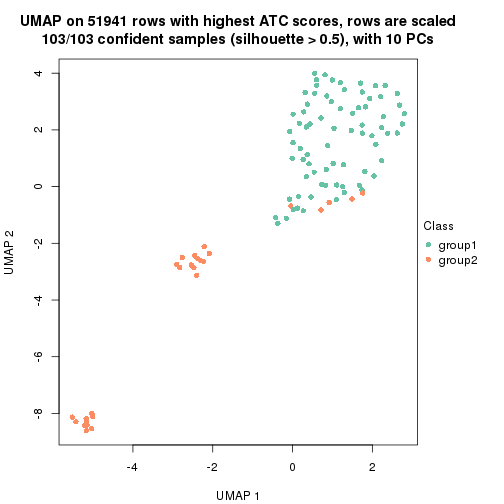 UMAP on 51941 rows with highest ATC scores, rows are scaled
103/103 confident samples (silhouette > 0.5), with 10 PCs
4
2
0
-2
-4
-6
-8
UMAP 2
-4
-2
0
2
UMAP 1
Class
group1
group2